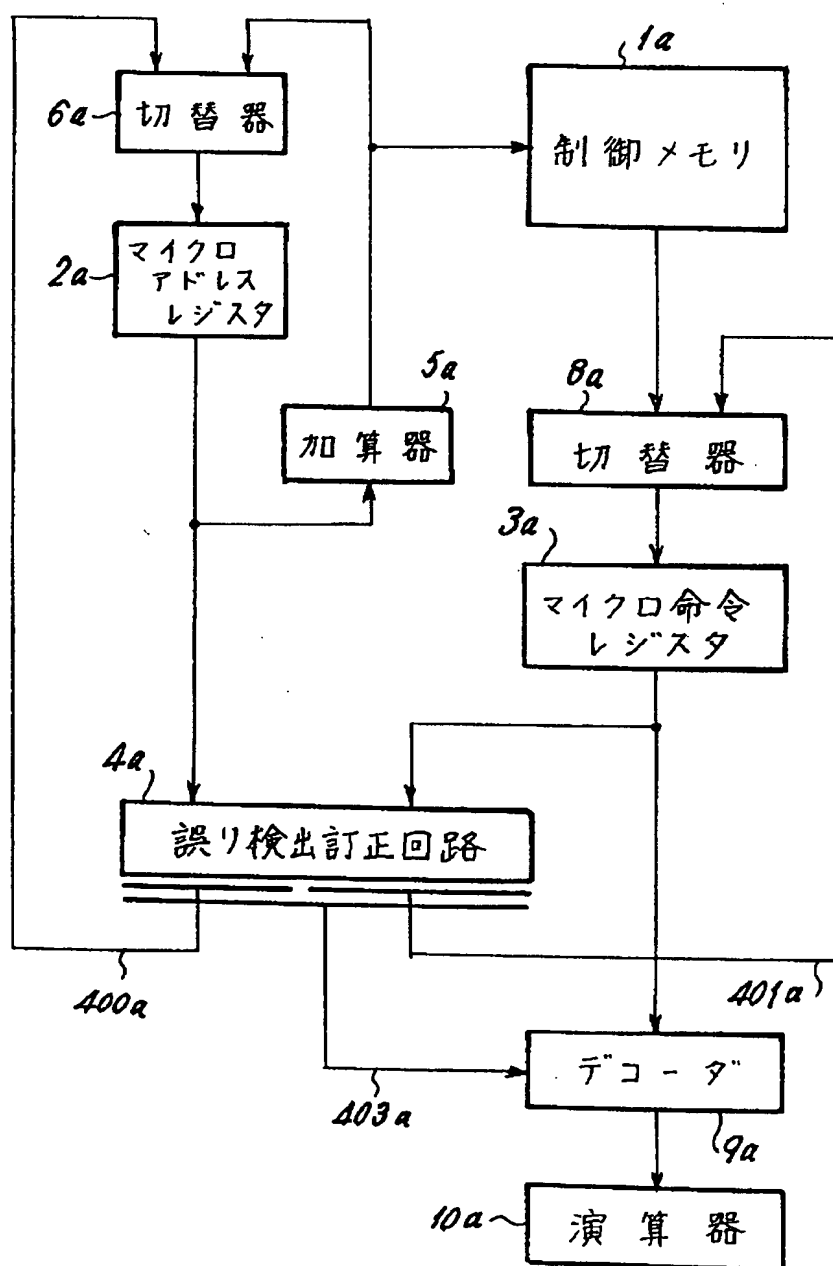 1a
6a
切替器
制御メモリ
2a
マイクロ
アドレス
レジスタ
5a
加算器
8a
切替器
3a
マイクロ命令
レジスタ
4a
誤り検出訂正回路
400a
401a
403a
デコーダ
9a
10a
演算器